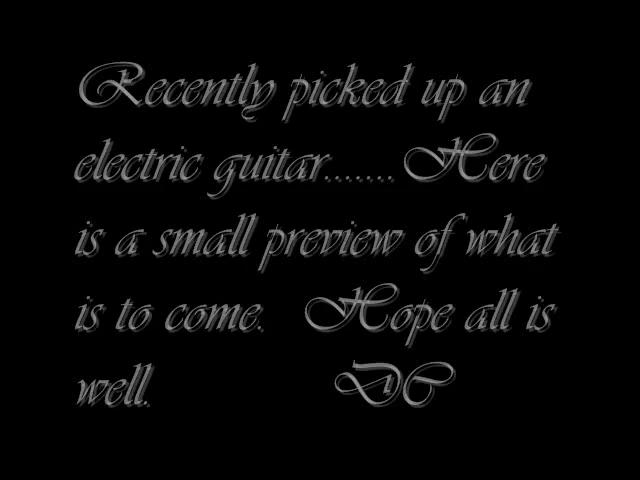 Recently picked up an
electric guitar....... Here
is a small preview of what
is to come. Hope all is
well. DC